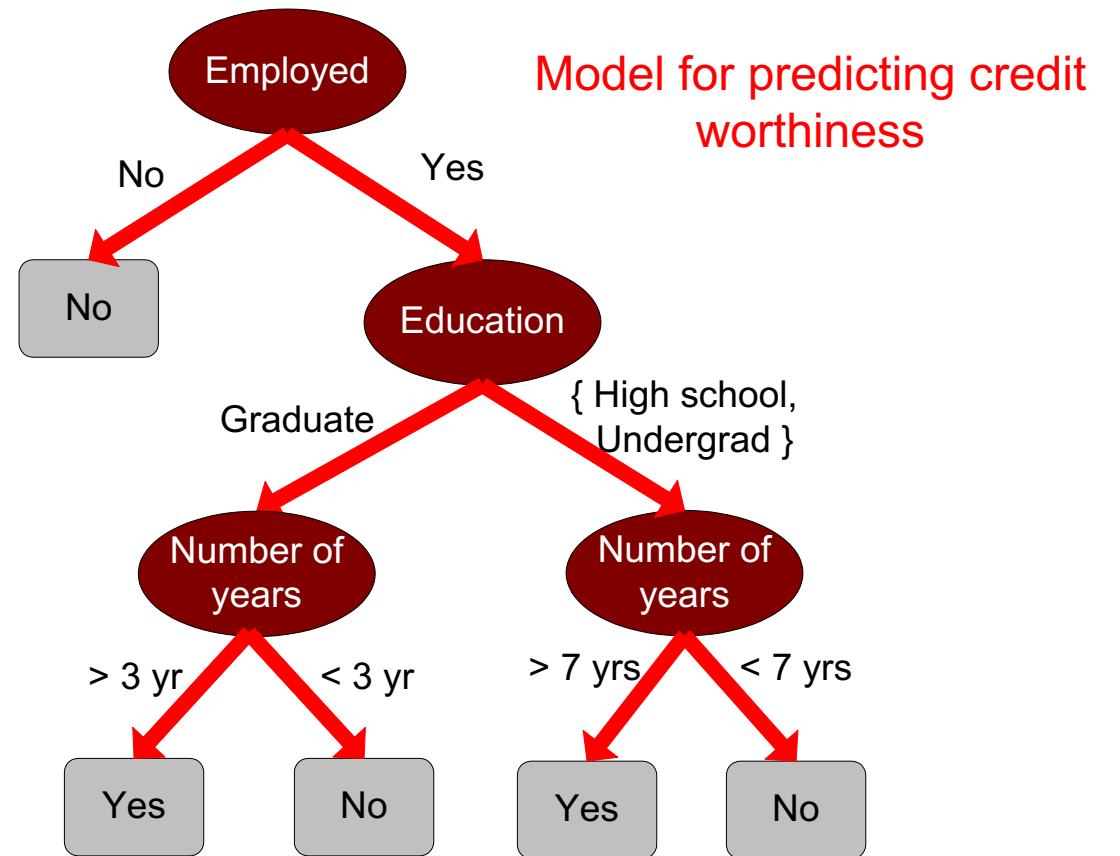 Employed
Model for predicting credit
worthiness
No
Yes
No
Education
Graduate
{ High school,
Undergrad }
Number of
years
Number of
years
> 3 yr
< 3 yr
> 7 yrs
< 7 yrs
Yes
No
Yes
No